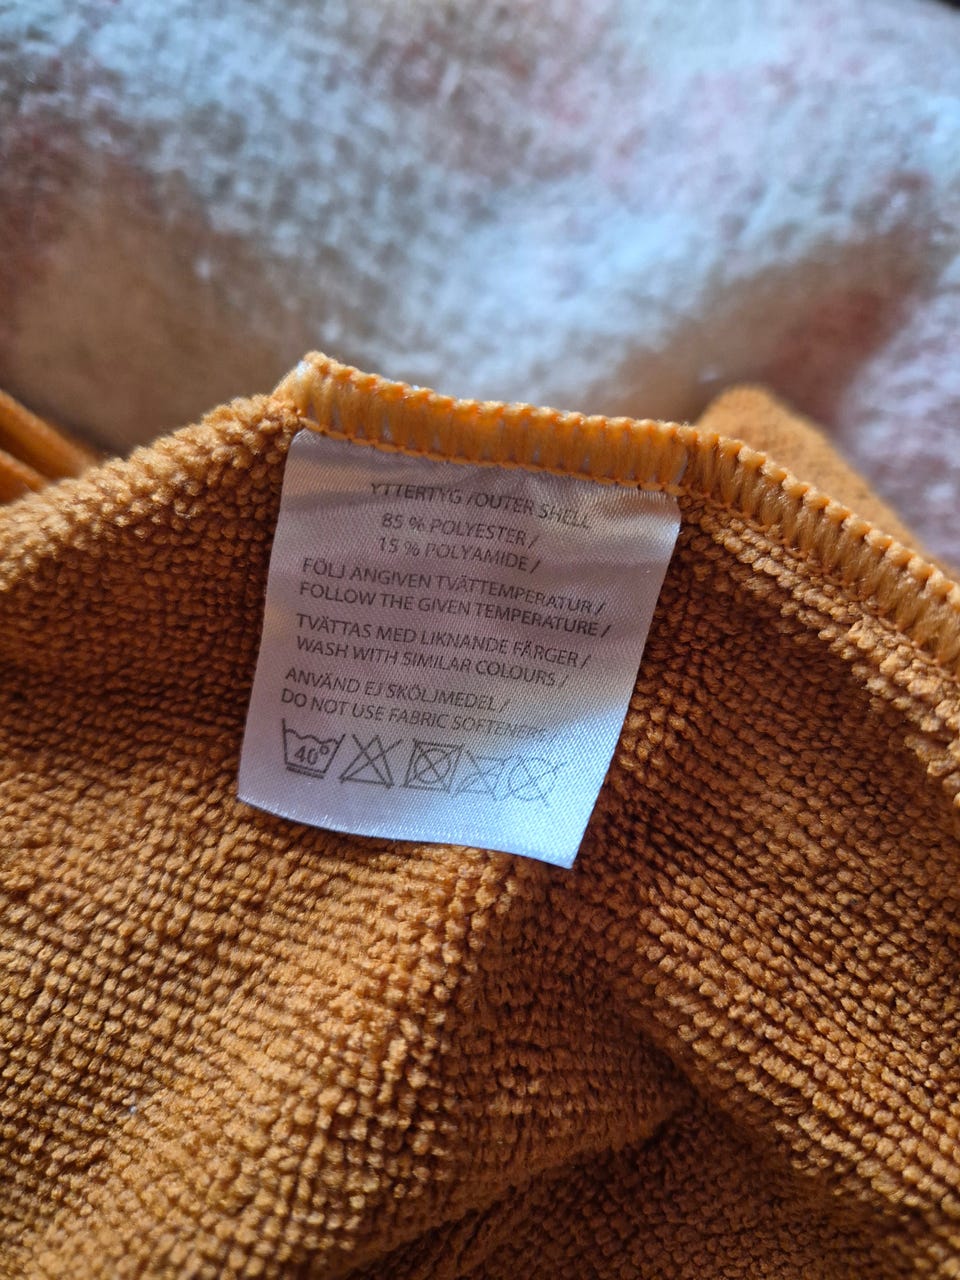 YTTERTYG /OUTER SHELL
85 % POLYESTER /
15 % POLYAMIDE /
FÖLJ ANGIVEN TVÄTTEMPERATUR /
FOLLOW THE GIVEN TEMPERATURE /
TVÄTTAS MED LIKNANDE FÄRGER /
WASH WITH SIMILAR COLOURS /
ANVÄND EJ SKÖLJMEDEL /
DO NOT USE FABRIC SOFTENERS
40°